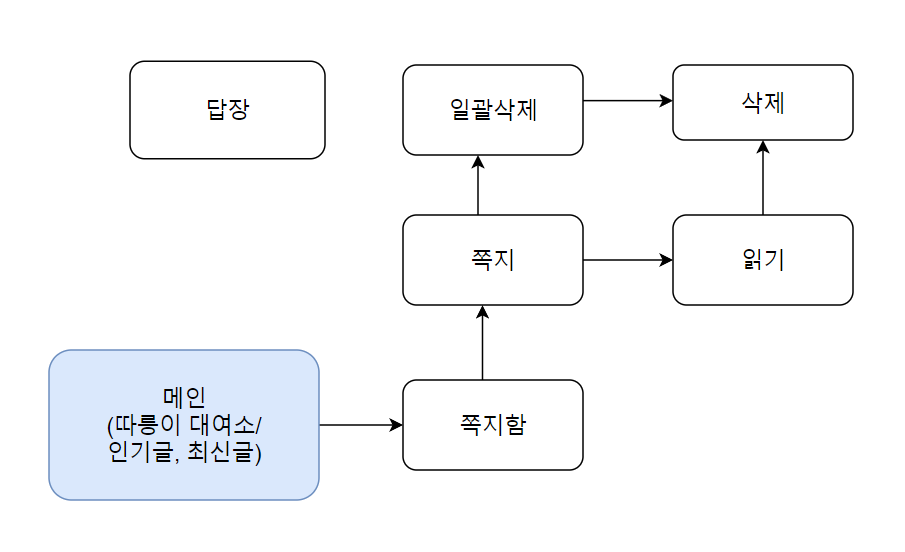 답장
일괄삭제
삭제
쪽지
읽기
메인
(따릉이 대여소/
인기글, 최신글)
쪽지함